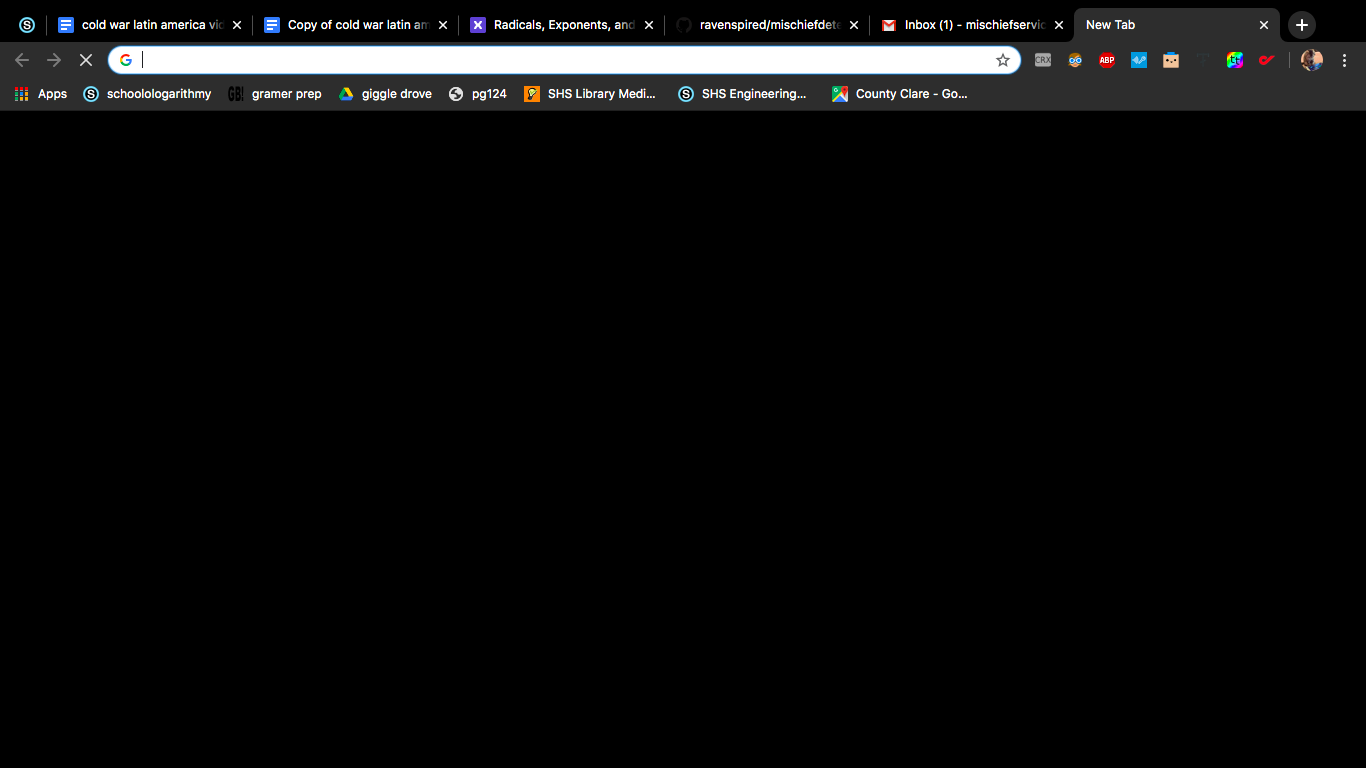 cold war latin america vi
Copy of cold war latin am
Radicals, Exponents, and
ravenspired/mischiefdet
Inbox (1) - mischiefservic
New Tab
CRX
ABP
Apps
schoolologarithmy
GB!
gramer prep
giggle drove
pg124
SHS Library Medi...
SHS Engineering...
County Clare - Go...